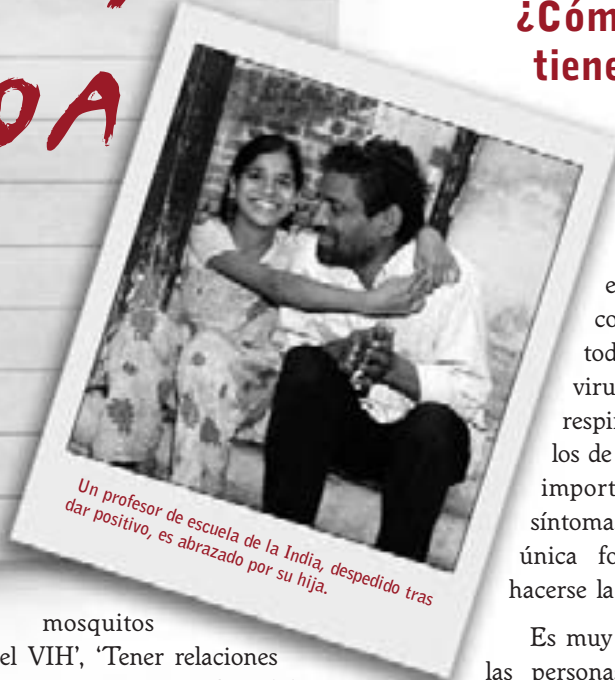 ¿Cóm
tiene
DA
Un profesor de escuela de la India, despedido tras
dar positivo, es abrazado por su hija.
mosquitos
el VIH’, ‘Tener relaciones
e
co
tod
viru
respi
los de
import
síntoma
única fo
hacerse la
Es muy
las persona